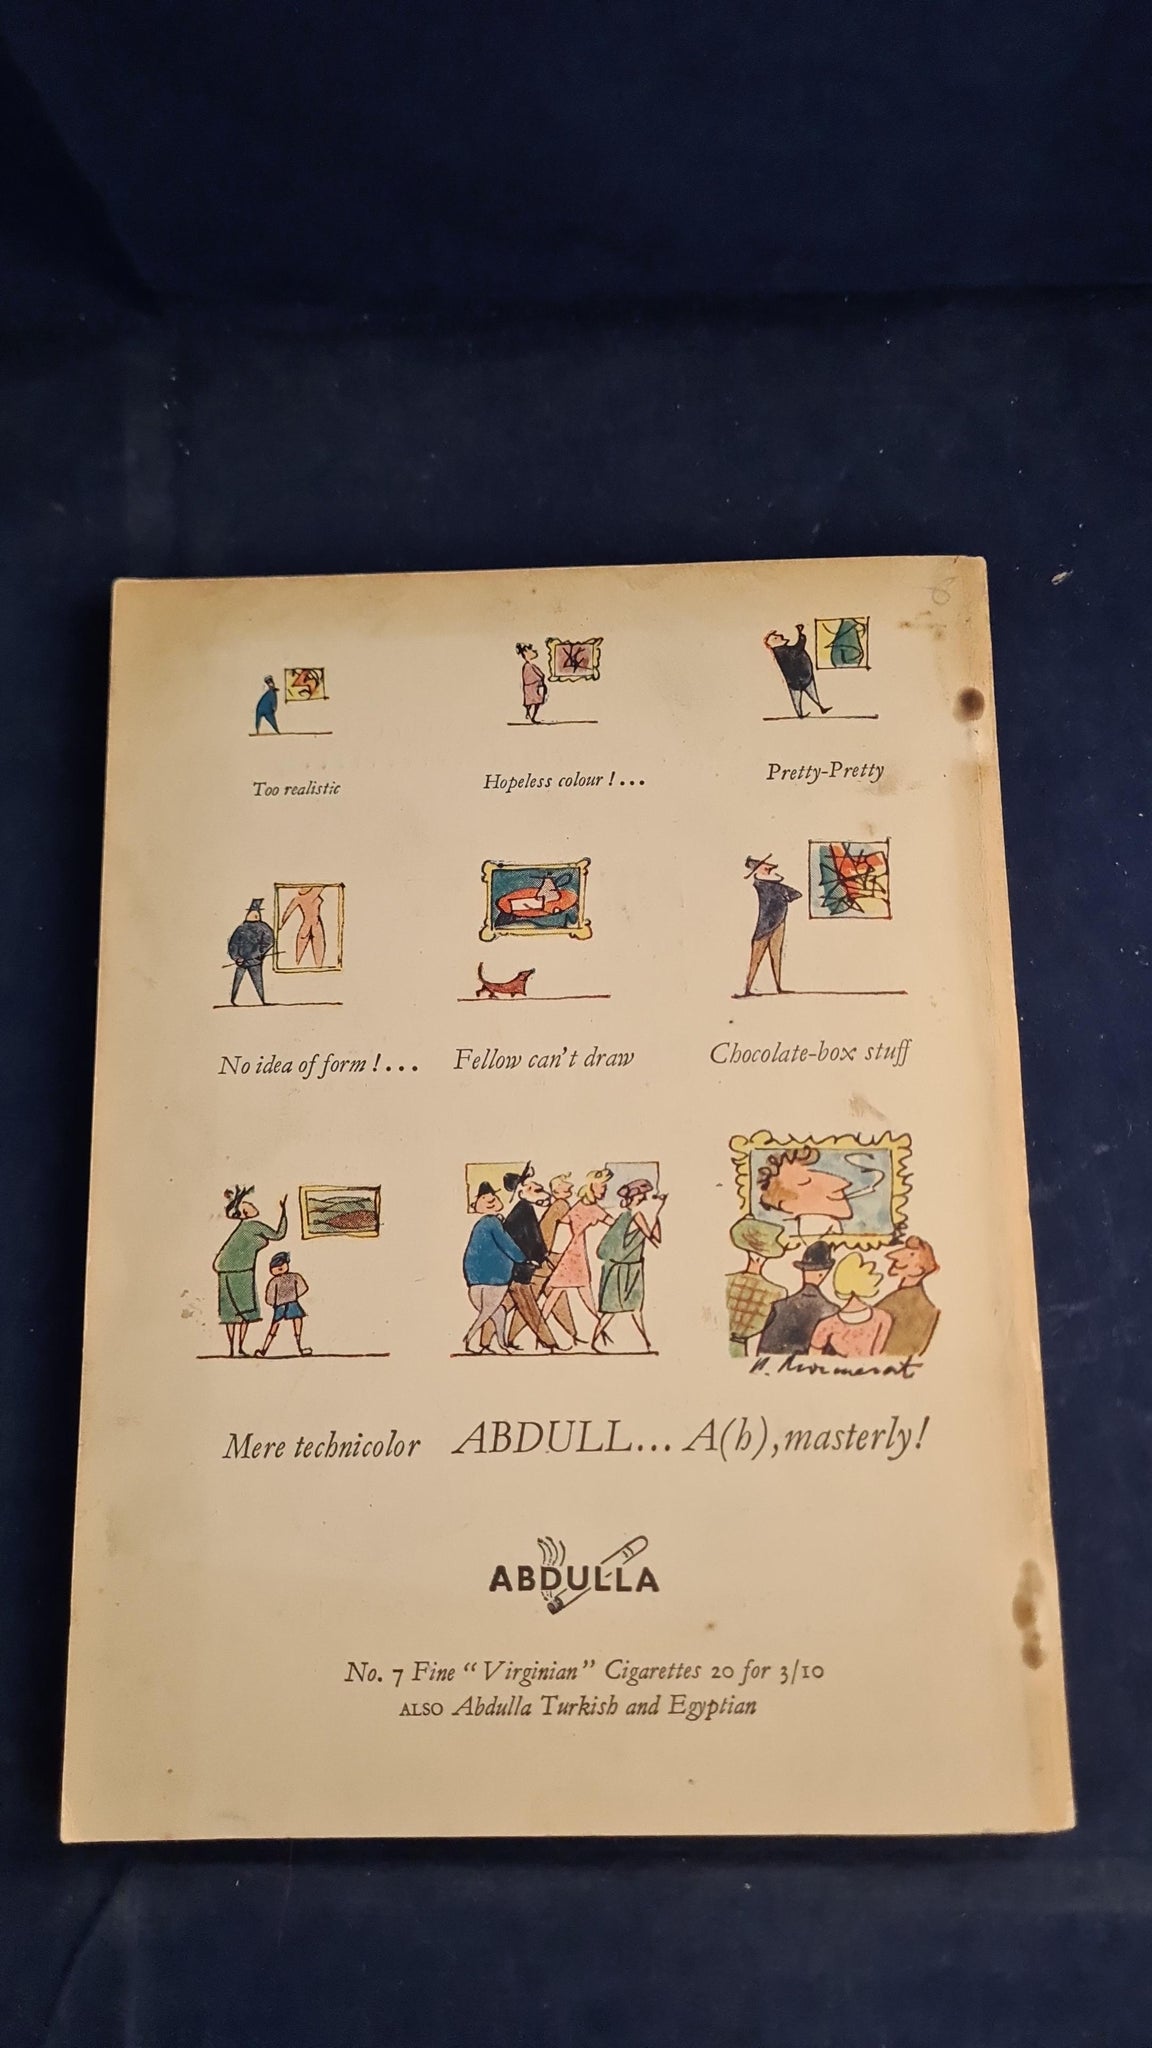 Too realistic
Hopeless colour!...
Pretty-Pretty
No idea of form!...
Fellow can't draw
Chocolate-box stuff
Mere technicolor
ABDULL... A(h), masterly!
ABDULLA
No. 7 Fine "Virginian" Cigarettes 20 for 3/10
ALSO Abdulla Turkish and Egyptian